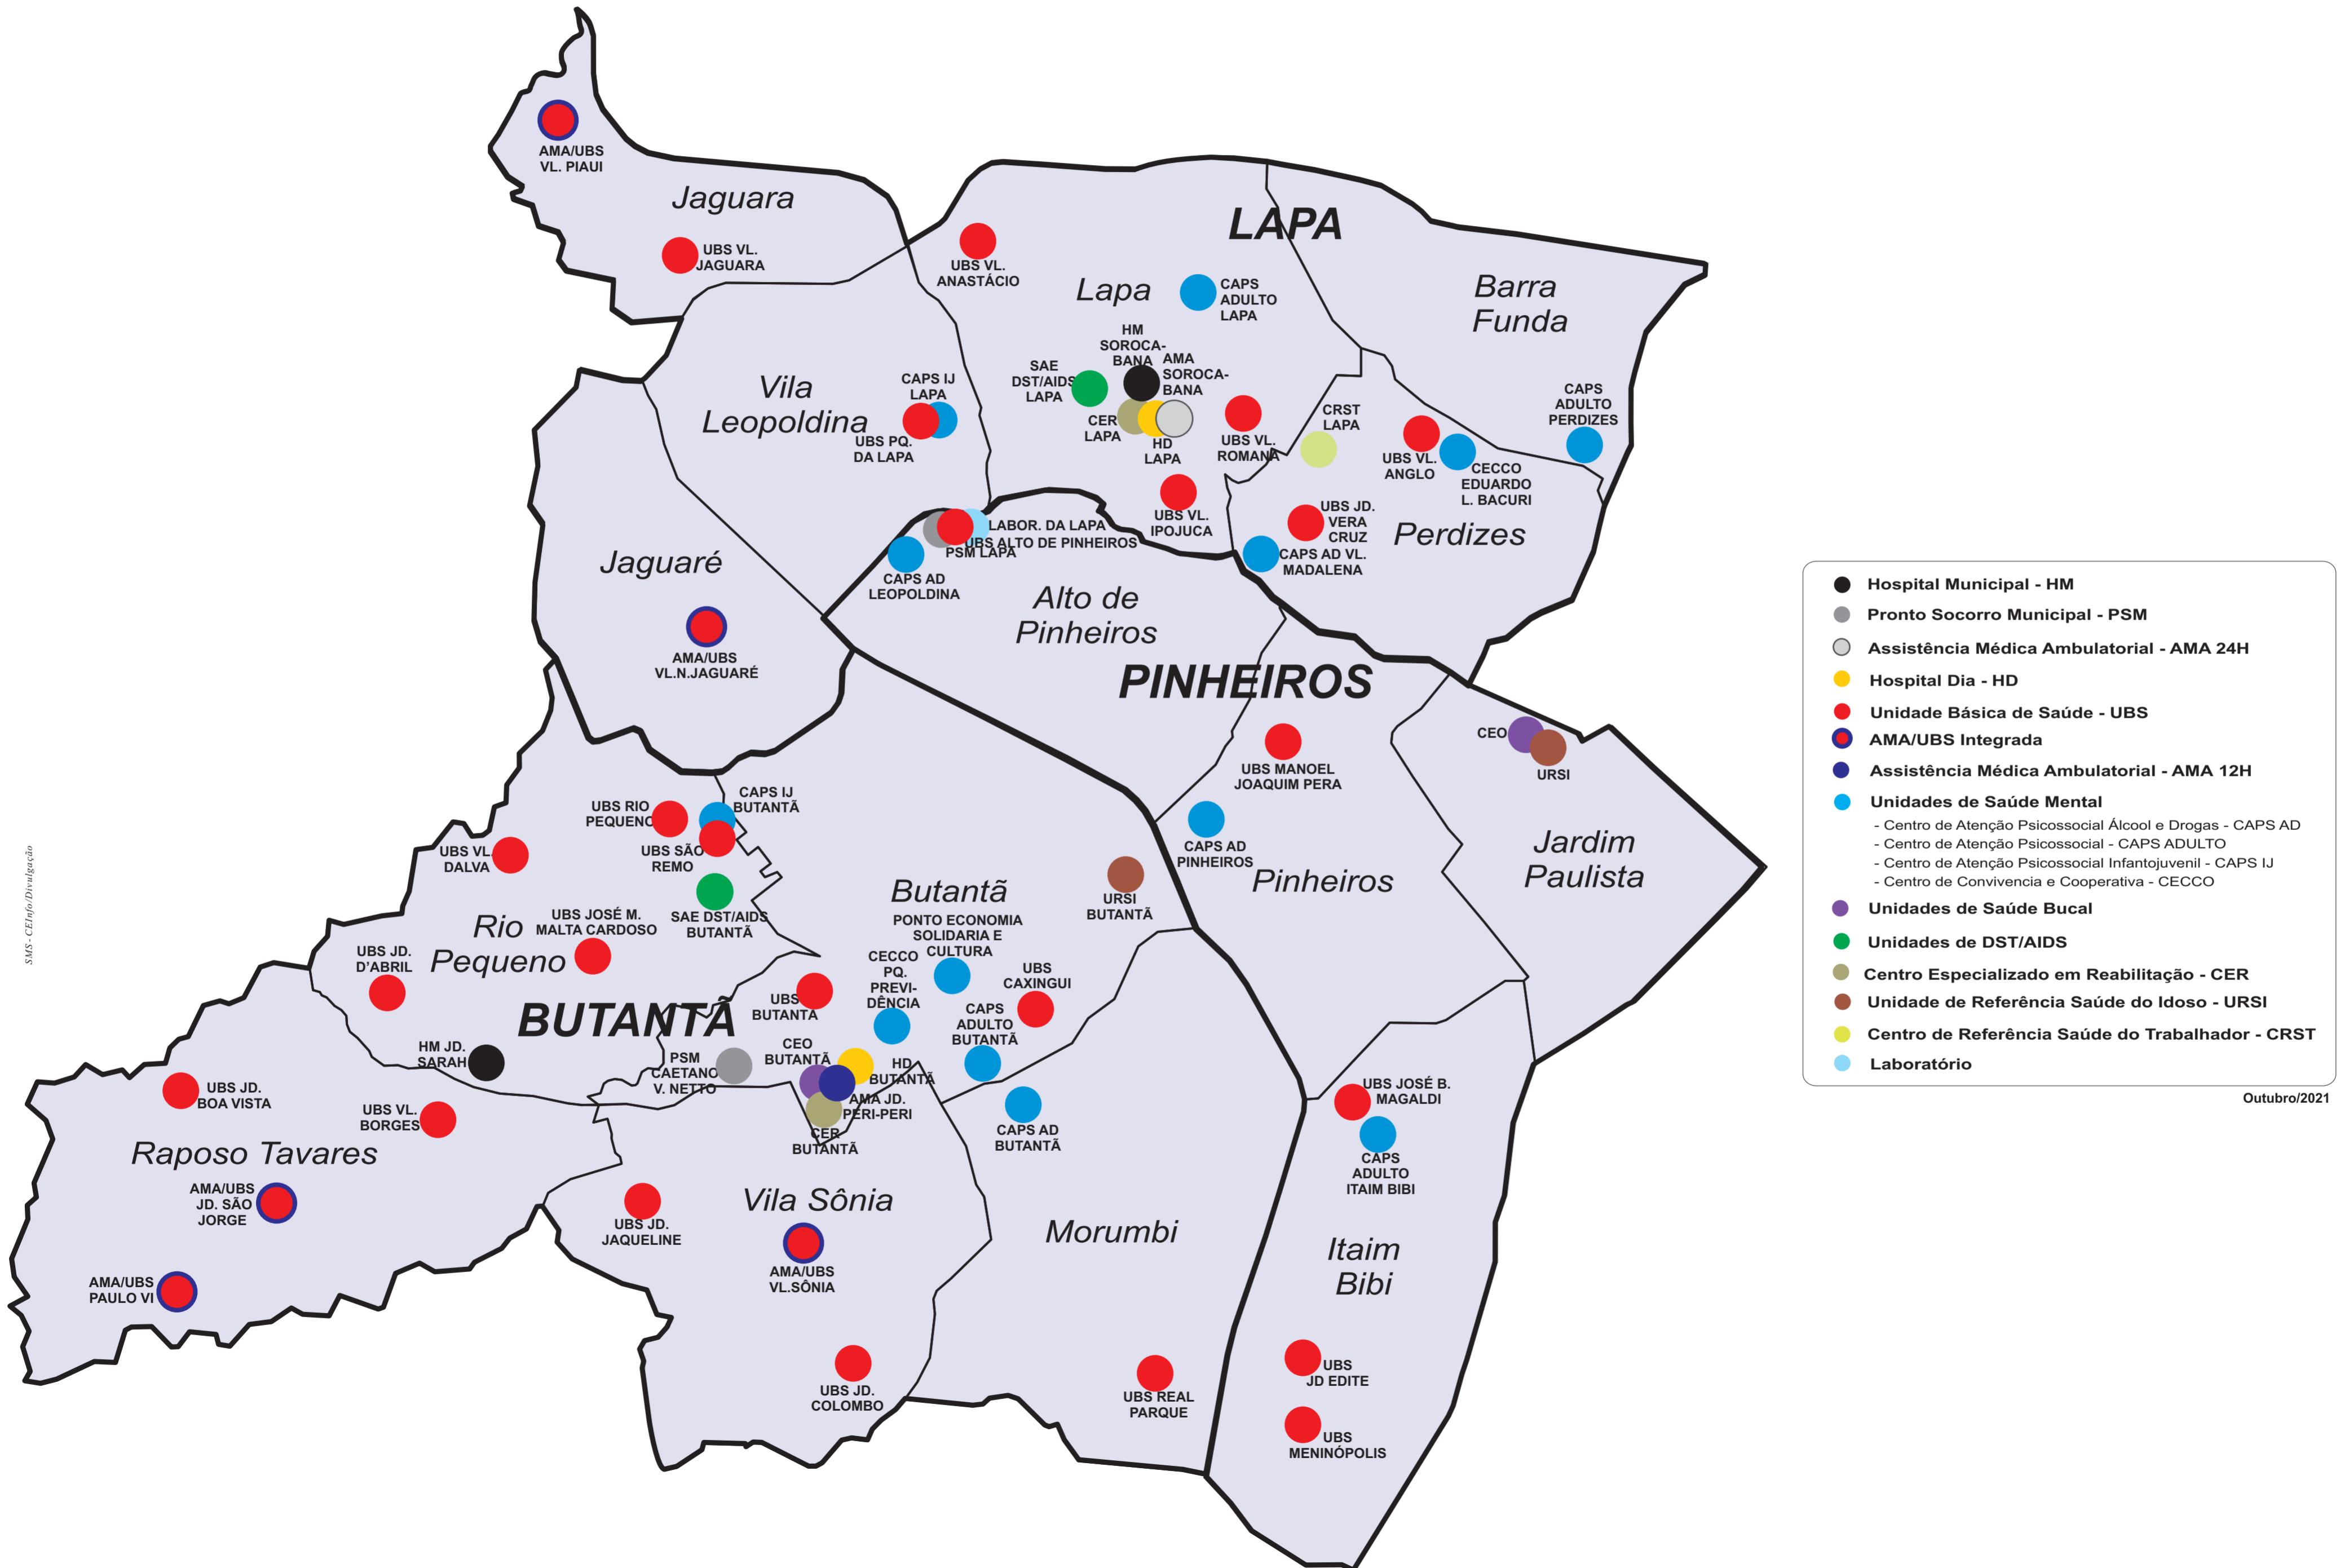 AMA/UBS
VL. PIAUI
Jaguara
UBS VL.
JAGUARA
UBS VL.
ANASTÁCIO
LAPA
Lapa
CAPS
ADULTO
LAPA
Barra
Funda
HM
SOROCA-
BANA
AMA
SOROCA-
BANA
SAE
DST/AIDS
LAPA
CER
LAPA
HD
LAPA
UBS VL.
ROMANA
CRST
LAPA
UBS VL.
ANGLO
CECCO
EDUARDO
L. BACURI
CAPS
ADULTO
PERDIZES
Vila
Leopoldina
CAPS IJ
LAPA
UBS PQ.
DA LAPA
UBS VL.
IPOJUCA
UBS JD.
VERA
CRUZ
Perdizes
CAPS AD VL.
MADALENA
LABOR. DA LAPA
UBS ALTO DE PINHEIROS
PSM LAPA
CAPS AD
LEOPOLDINA
Jaguaré
AMA/UBS
VL.N.JAGUARÉ
Alto de
Pinheiros
PINHEIROS
UBS MANOEL
JOAQUIM PERA
CEO
URSI
CAPS AD
PINHEIROS
Pinheiros
Jardim
Paulista
CAPS IJ
BUTANTÃ
UBS RIO
PEQUENO
UBS SÃO
REMO
UBS VL.
DALVA
SAE DST/AIDS
BUTANTÃ
Rio
Pequeno
UBS JOSÉ M.
MALTA CARDOSO
UBS JD.
D'ABRIL
Butantã
URSI
BUTANTÃ
PONTO ECONOMIA
SOLIDARIA E
CULTURA
CECCO
PQ.
PREVI-
DÊNCIA
UBS
CAXINGUI
UBS
BUTANTA
CAPS
ADULTO
BUTANTÃ
BUTANTÃ
HM JD.
SARAH
PSM
CAETANO
V. NETTO
CEO
BUTANTÃ
HD
BUTANTÃ
AMA JD.
PERI-PERI
CER
BUTANTÃ
CAPS AD
BUTANTÃ
UBS JD.
BOA VISTA
UBS VL.
BORGES
Raposo Tavares
AMA/UBS
JD. SÃO
JORGE
AMA/UBS
PAULO VI
UBS JD.
JAQUELINE
Vila Sônia
AMA/UBS
VL.SÔNIA
UBS JD.
COLOMBO
Morumbi
UBS REAL
PARQUE
UBS JOSÉ B.
MAGALDI
CAPS
ADULTO
ITAIM BIBI
Itaim
Bibi
UBS
JD EDITE
UBS
MENINÓPOLIS
SMS - CEInfo/Divulgação
Hospital Municipal - HM
Pronto Socorro Municipal - PSM
Assistência Médica Ambulatorial - AMA 24H
Hospital Dia - HD
Unidade Básica de Saúde - UBS
AMA/UBS Integrada
Assistência Médica Ambulatorial - AMA 12H
Unidades de Saúde Mental
- Centro de Atenção Psicossocial Álcool e Drogas - CAPS AD
- Centro de Atenção Psicossocial - CAPS ADULTO
- Centro de Atenção Psicossocial Infantojuvenil - CAPS IJ
- Centro de Convivencia e Cooperativa - CECCO
Unidades de Saúde Bucal
Unidades de DST/AIDS
Centro Especializado em Reabilitação - CER
Unidade de Referência Saúde do Idoso - URSI
Centro de Referência Saúde do Trabalhador - CRST
Laboratório
Outubro/2021